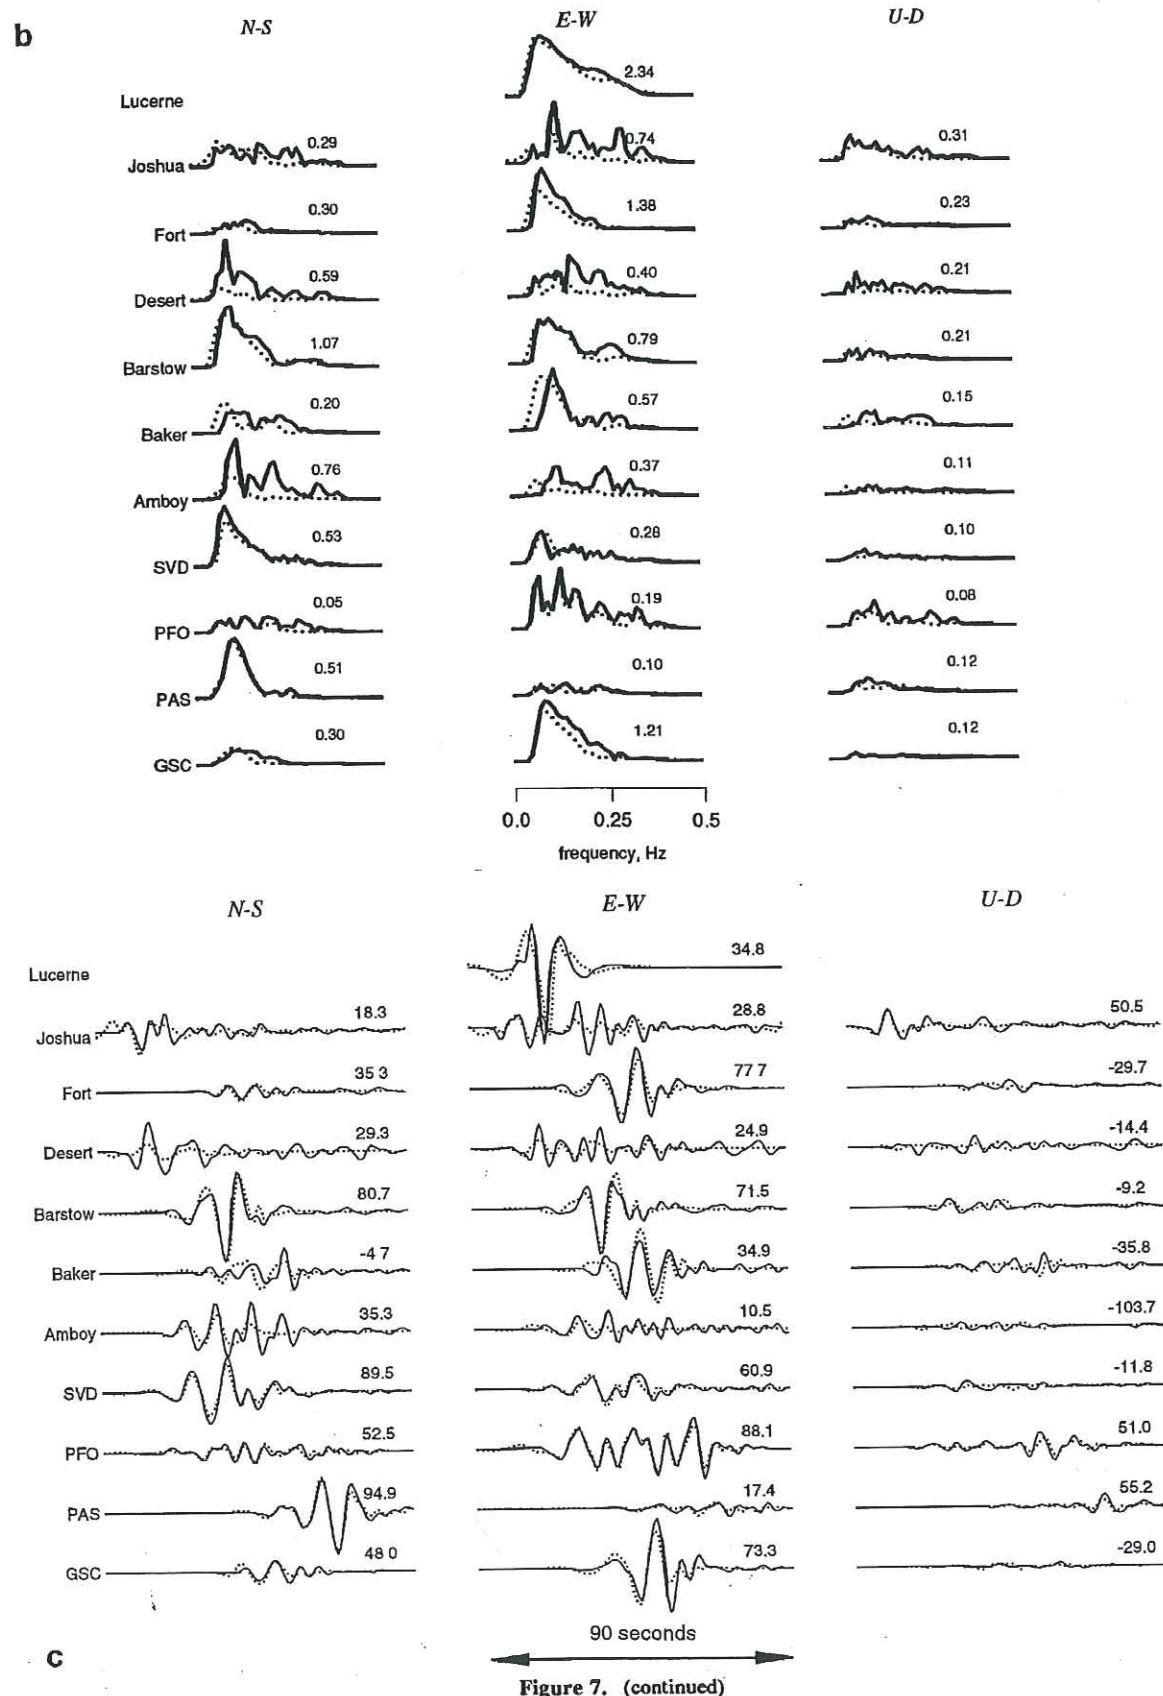 b
N-S E-W U-D
Lucerne 2.34
Joshua 0.29 0.74 0.31
Fort 0.30 1.38 0.23
Desert 0.59 0.40 0.21
Barstow 1.07 0.79 0.21
Baker 0.20 0.57 0.15
Amboy 0.76 0.37 0.11
SVD 0.53 0.28 0.10
PFO 0.05 0.19 0.08
PAS 0.51 0.10 0.12
GSC 0.30 1.21 0.12
0.0 0.25 0.5
frequency, Hz
N-S E-W U-D
Lucerne 34.8
Joshua 18.3 28.8 50.5
Fort 35 3 77 7 -29.7
Desert 29.3 24.9 -14.4
Barstow 80.7 71.5 -9.2
Baker -4 7 34.9 -35.8
Amboy 35.3 10.5 -103.7
SVD 89.5 60.9 -11.8
PFO 52.5 88.1 51.0
PAS 94.9 17.4 55.2
GSC 48 0 73.3 -29.0
90 seconds
c
Figure 7. (continued)